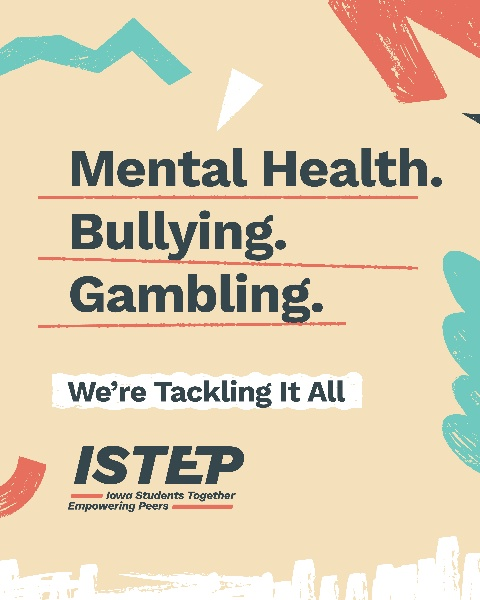 Mental Health.
Bullying.
Gambling.
We're Tackling It All
ISTEP
Iowa Students Together
Empowering Peers